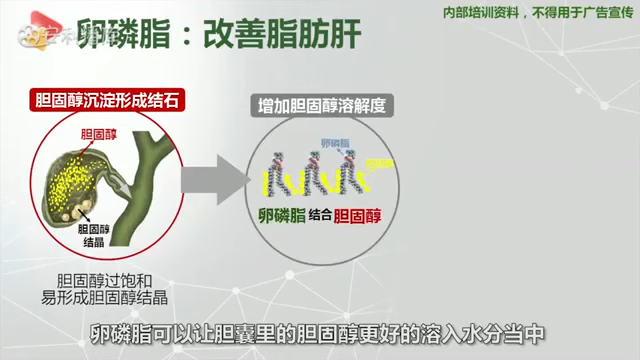 内部培训资料，不得用于广告宣传
卵磷脂：改善脂肪肝
胆固醇沉淀形成结石
增加胆固醇溶解度
胆固醇
卵磷脂
胆固醇
结晶
卵磷脂 结合 胆固醇
胆固醇过饱和
易形成胆固醇结晶
卵磷脂可以让胆囊里的胆固醇更好的溶入水分当中